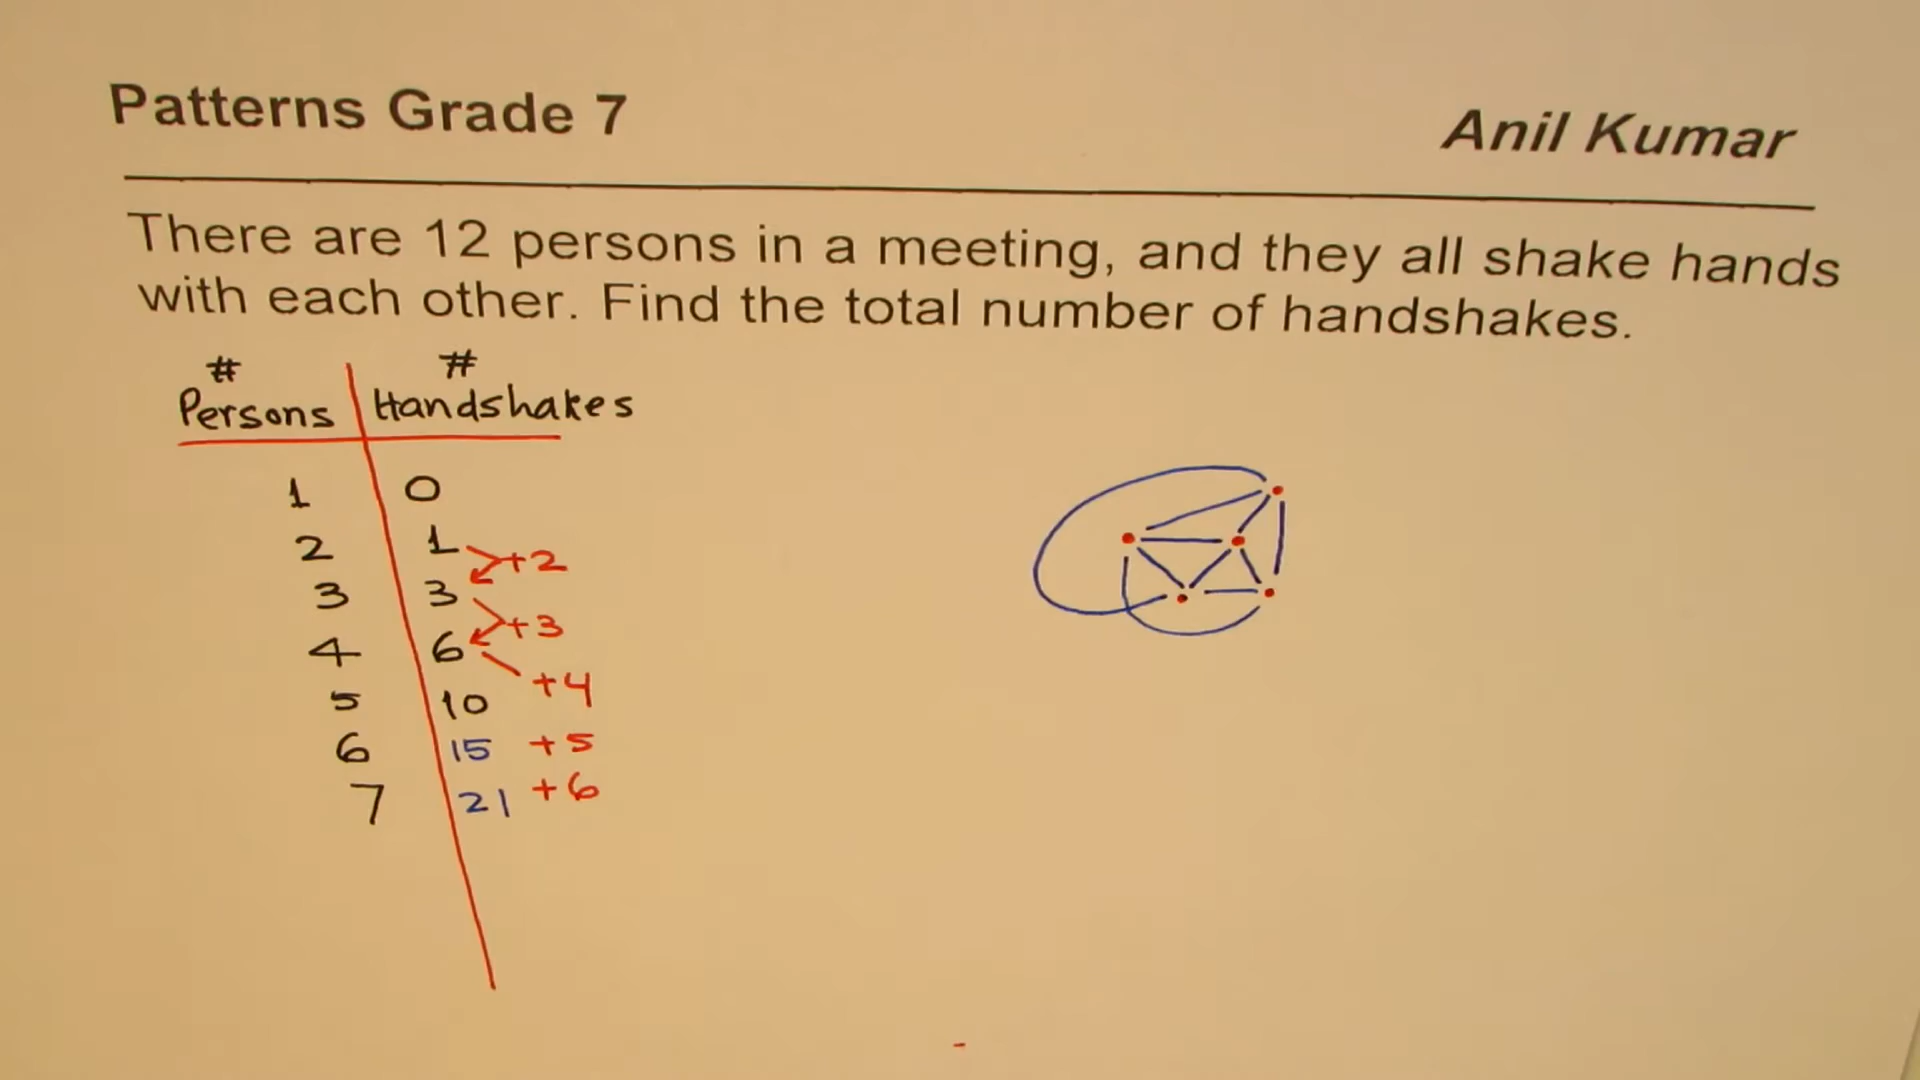 Patterns Grade 7
Anil Kumar
There are 12 persons in a meeting, and they all shake hands
with each other. Find the total number of handshakes.
# #
Persons Handshakes
1 0
2 1 +2
3 3 +3
4 6 +4
5 10
6 15 +5
7 21 +6